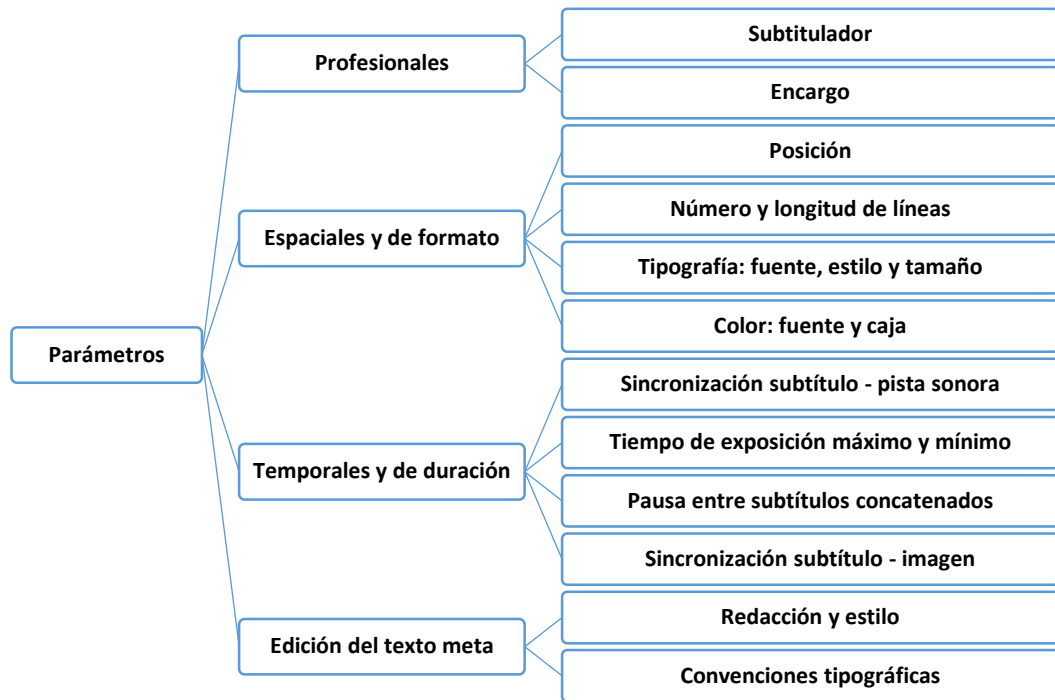 Parámetros
Profesionales
Subtitulador
Encargo
Espaciales y de formato
Posición
Número y longitud de líneas
Tipografía: fuente, estilo y tamaño
Color: fuente y caja
Temporales y de duración
Sincronización subtítulo - pista sonora
Tiempo de exposición máximo y mínimo
Pausa entre subtítulos concatenados
Sincronización subtítulo - imagen
Edición del texto meta
Redacción y estilo
Convenciones tipográficas